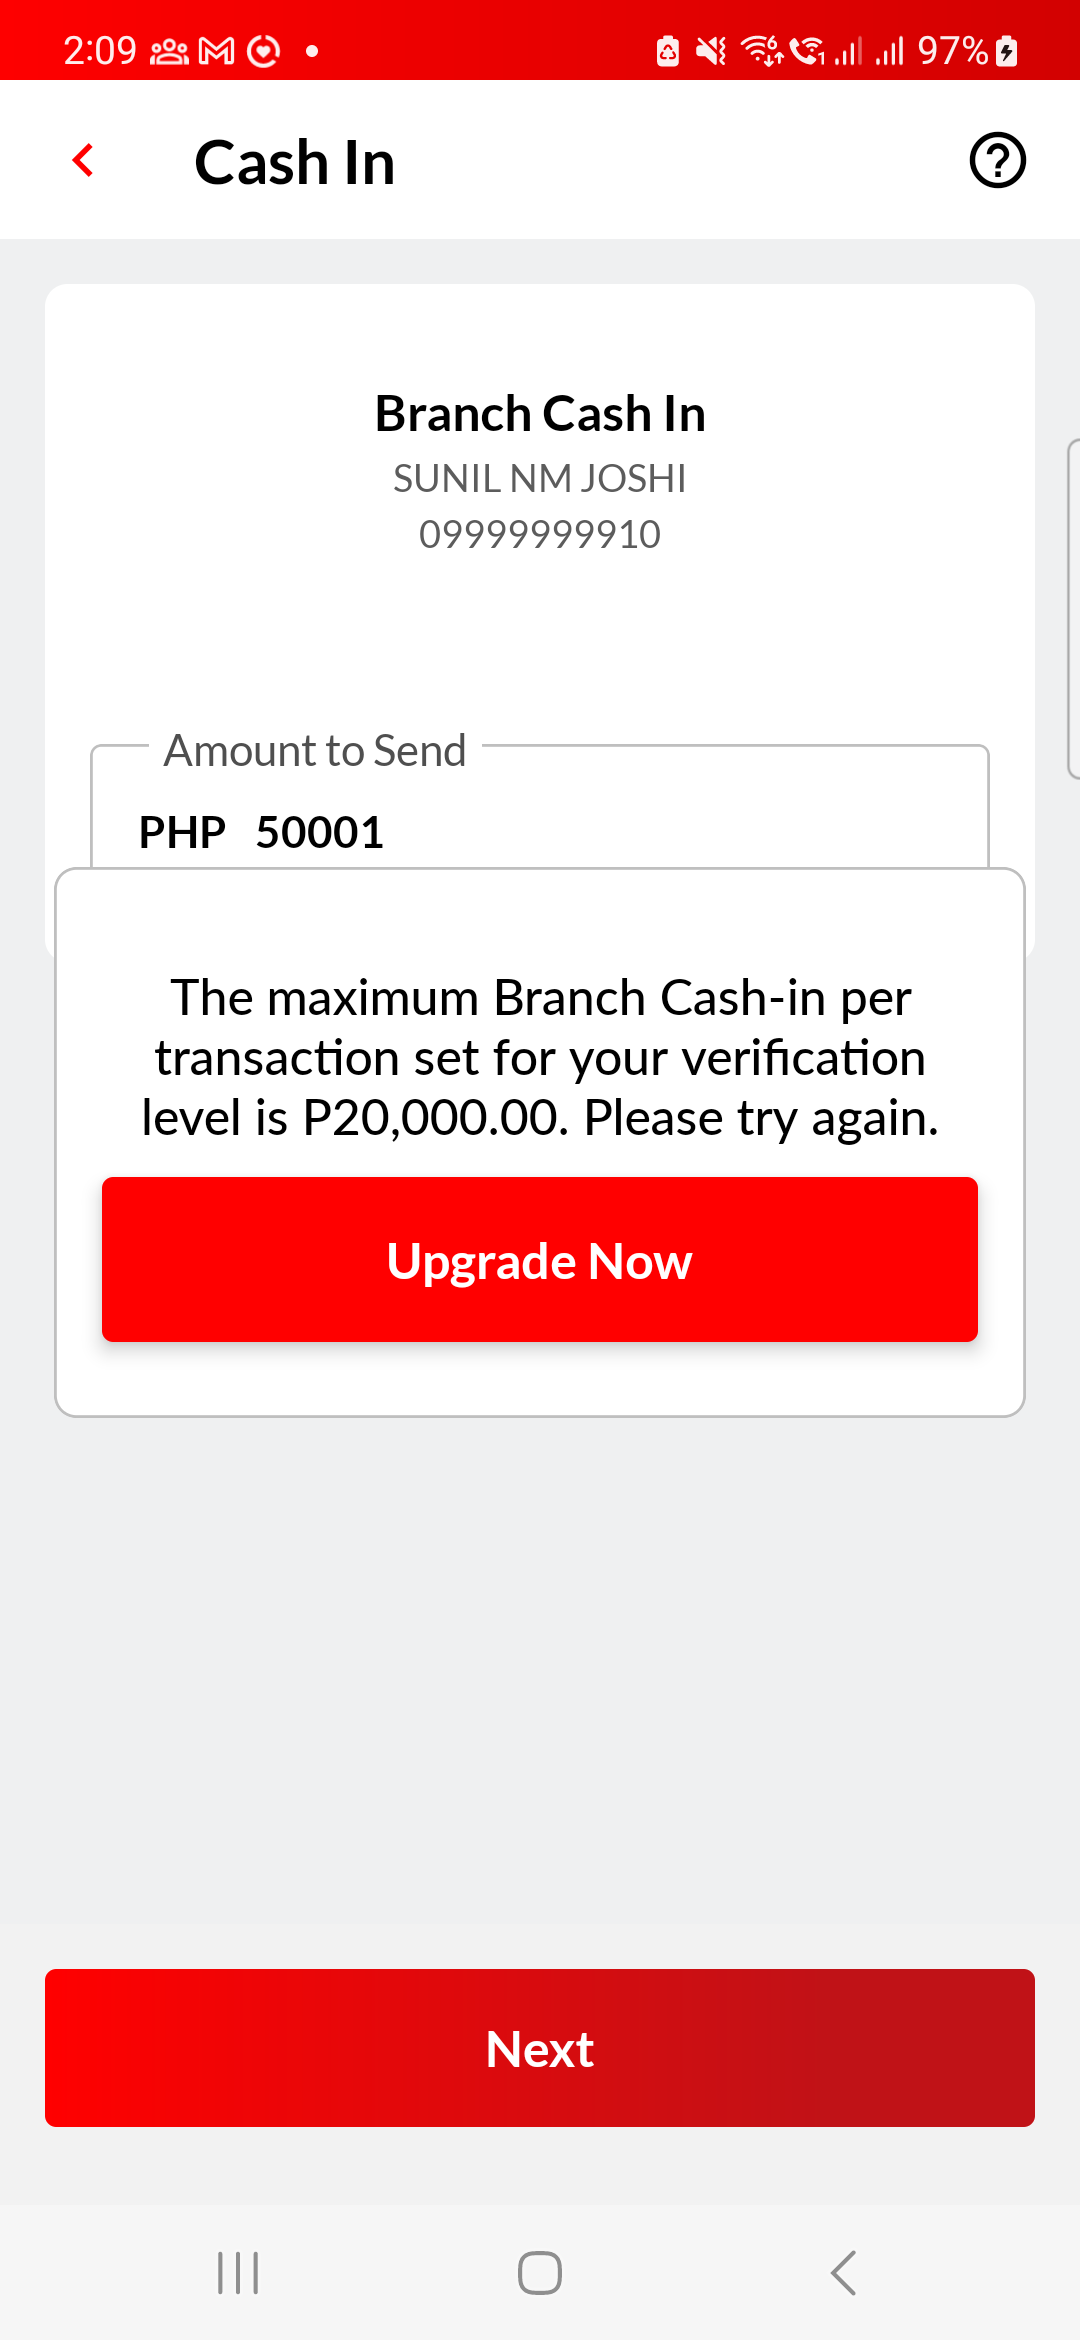 2:09
97%
Cash In
Branch Cash In
SUNIL NM JOSHI
09999999910
Amount to Send
PHP 50001
The maximum Branch Cash-in per
transaction set for your verification
level is P20,000.00. Please try again.
Upgrade Now
Next